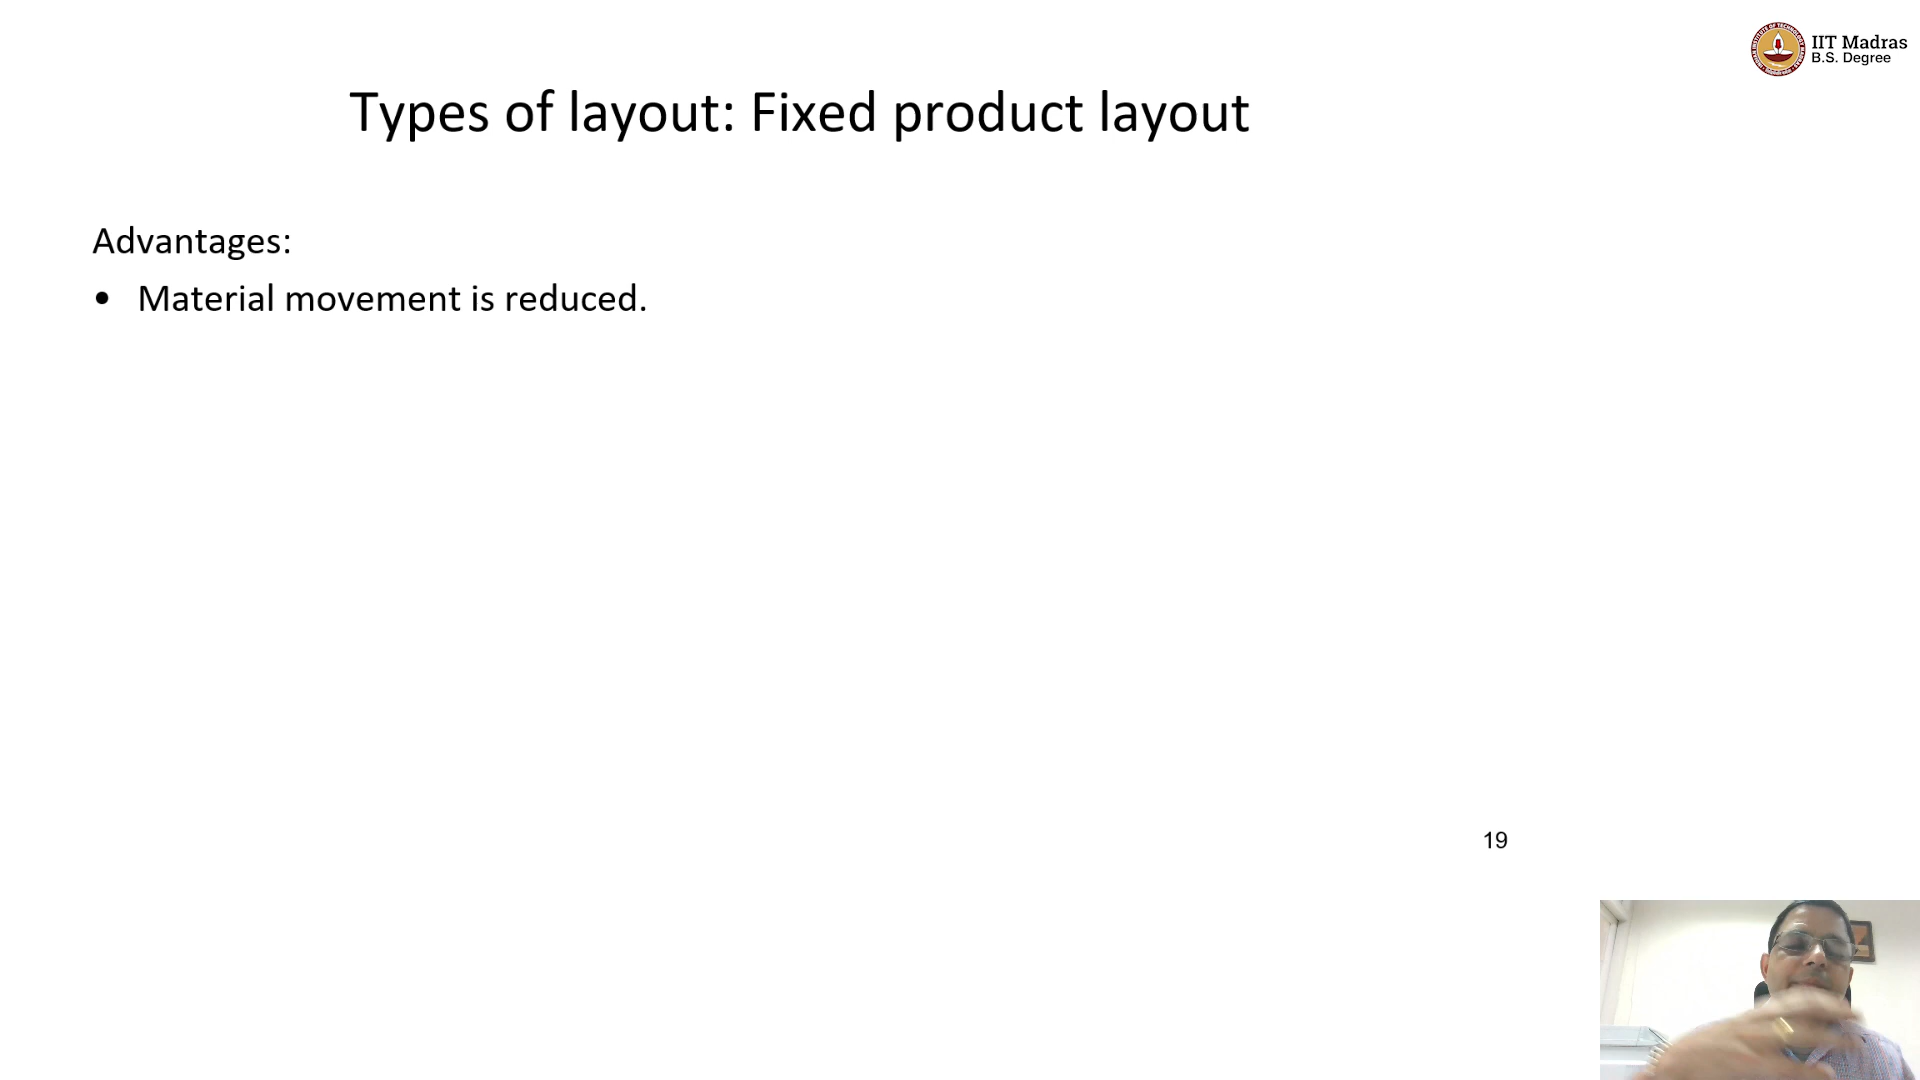 IIT Madras
B.S. Degree
Types of layout: Fixed product layout
Advantages:
• Material movement is reduced.
19